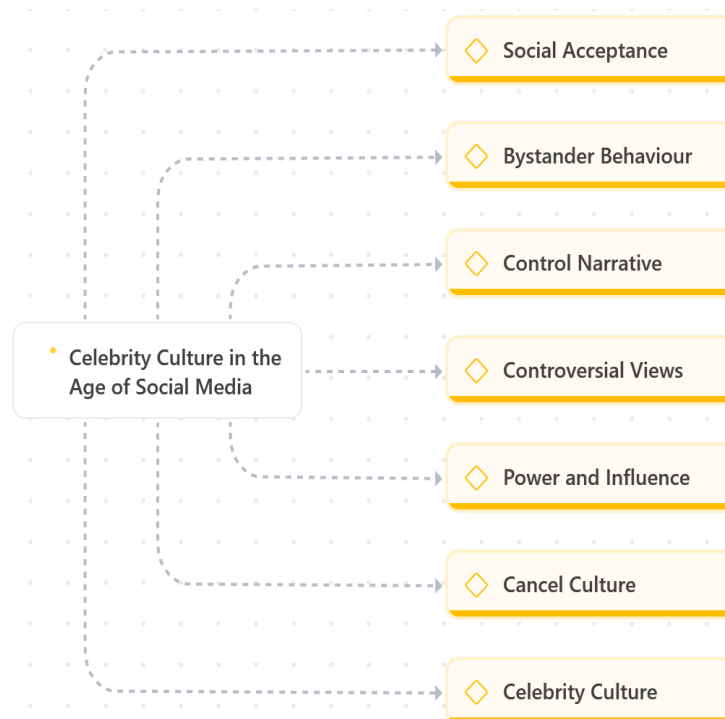 Social Acceptance
Bystander Behaviour
Control Narrative
Celebrity Culture in the
Age of Social Media
Controversial Views
Power and Influence
Cancel Culture
Celebrity Culture